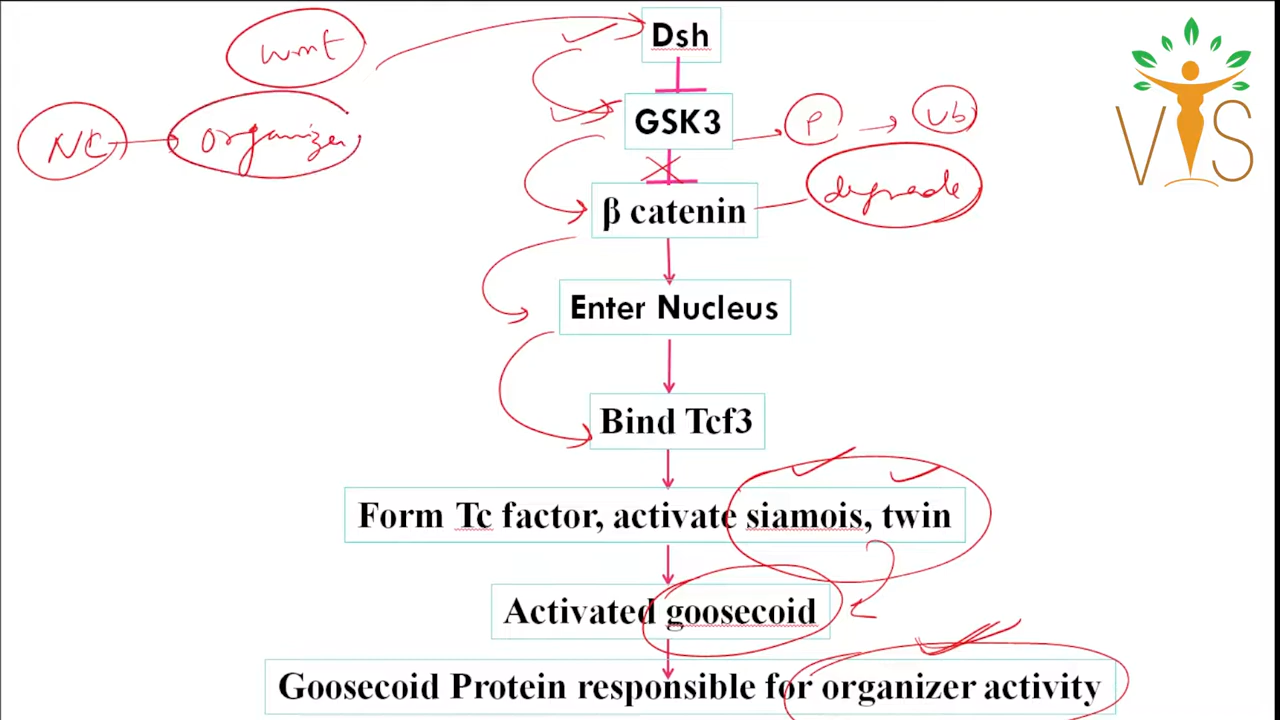 Wnt
Dsh
NC organizer
GSK3
P
Ub
β catenin
degrade
Enter Nucleus
Bind Tcf3
Form Tc factor, activate siamois, twin
Activated goosecoid
Goosecoid Protein responsible for organizer activity
VIS